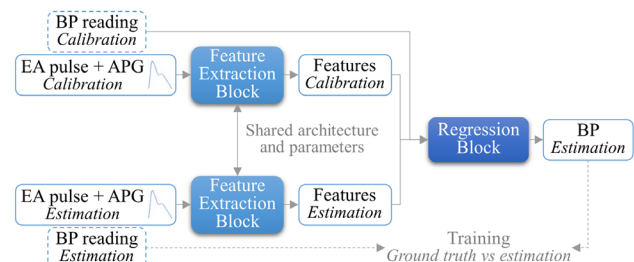 BP reading
Calibration
EA pulse + APG
Calibration
Feature
Extraction
Block
Features
Calibration
Shared architecture
and parameters
Regression
Block
BP
Estimation
EA pulse + APG
Estimation
Feature
Extraction
Block
Features
Estimation
BP reading
Estimation
Training
Ground truth vs estimation